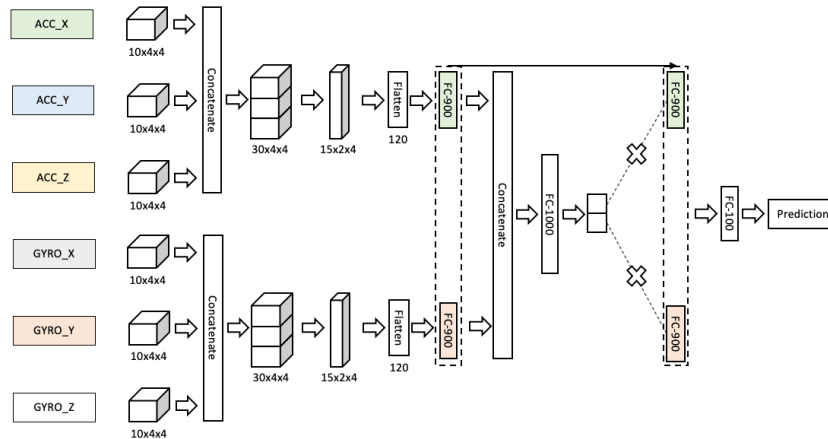 ACC_X
10x4x4
ACC_Y
10x4x4
ACC_Z
10x4x4
Concatenate
30x4x4
15x2x4
Flatten
120
FC-900
GYRO_X
10x4x4
GYRO_Y
10x4x4
GYRO_Z
10x4x4
Concatenate
30x4x4
15x2x4
Flatten
120
FC-900
Concatenate
FC-1000
FC-900
FC-900
FC-100
Prediction